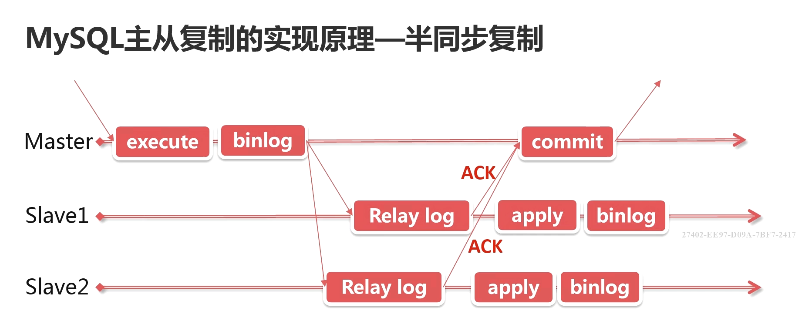 MySQL主从复制的实现原理—半同步复制
Master execute binlog commit
ACK
Slave1 Relay log apply binlog
27402-EE97-D09A-7BF7-2417
ACK
Slave2 Relay log apply binlog